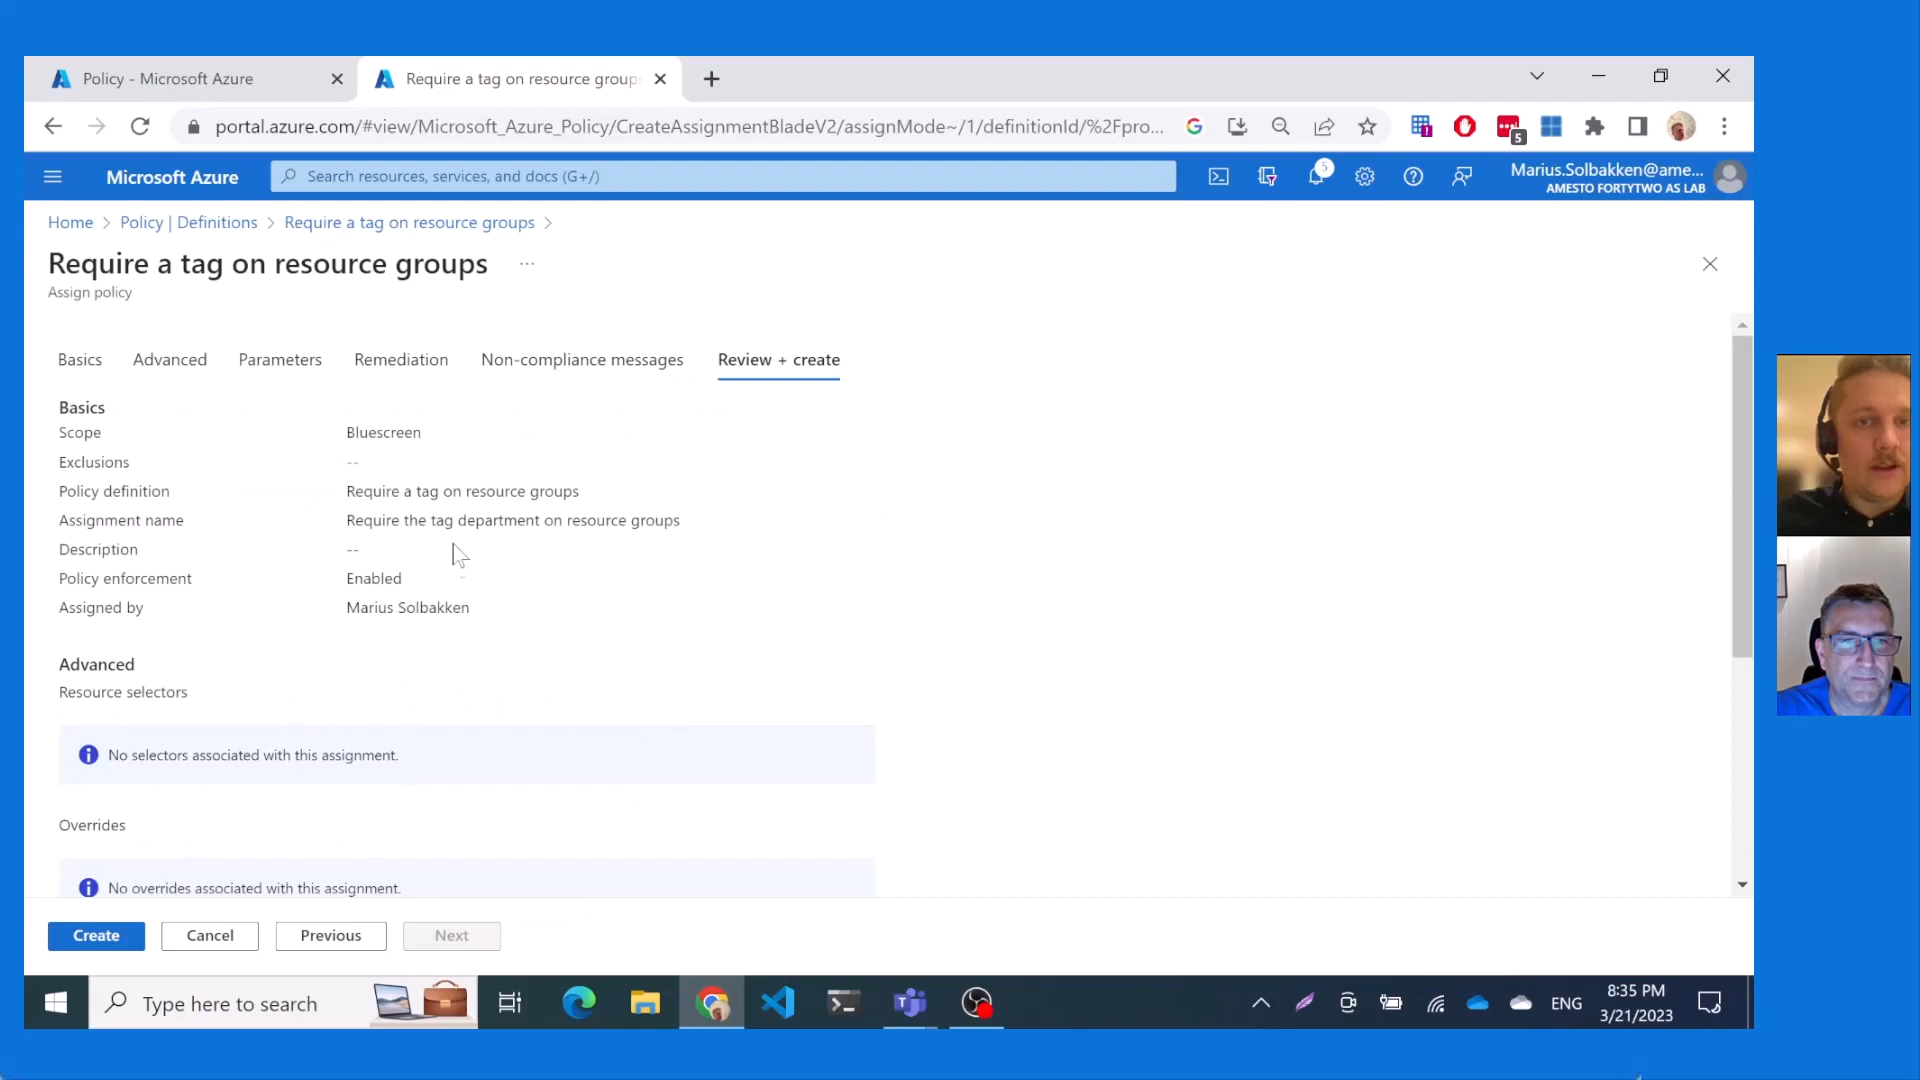 Policy - Microsoft Azure
Require a tag on resource group
portal.azure.com/#view/Microsoft_Azure_Policy/CreateAssignmentBladeV2/assignMode~/1/definitionId/%2Fpro...
5
Microsoft Azure
Search resources, services, and docs (G+/)
5
Marius.Solbakken@ame...
AMESTO FORTYTWO AS LAB
Home > Policy | Definitions > Require a tag on resource groups >
Require a tag on resource groups ...
Assign policy
Basics Advanced Parameters Remediation Non-compliance messages Review + create
Basics
Scope Bluescreen
Exclusions --
Policy definition Require a tag on resource groups
Assignment name Require the tag department on resource groups
Description --
Policy enforcement Enabled
Assigned by Marius Solbakken
Advanced
Resource selectors
No selectors associated with this assignment.
Overrides
No overrides associated with this assignment.
Create Cancel Previous Next
Type here to search
ENG
8:35 PM
3/21/2023